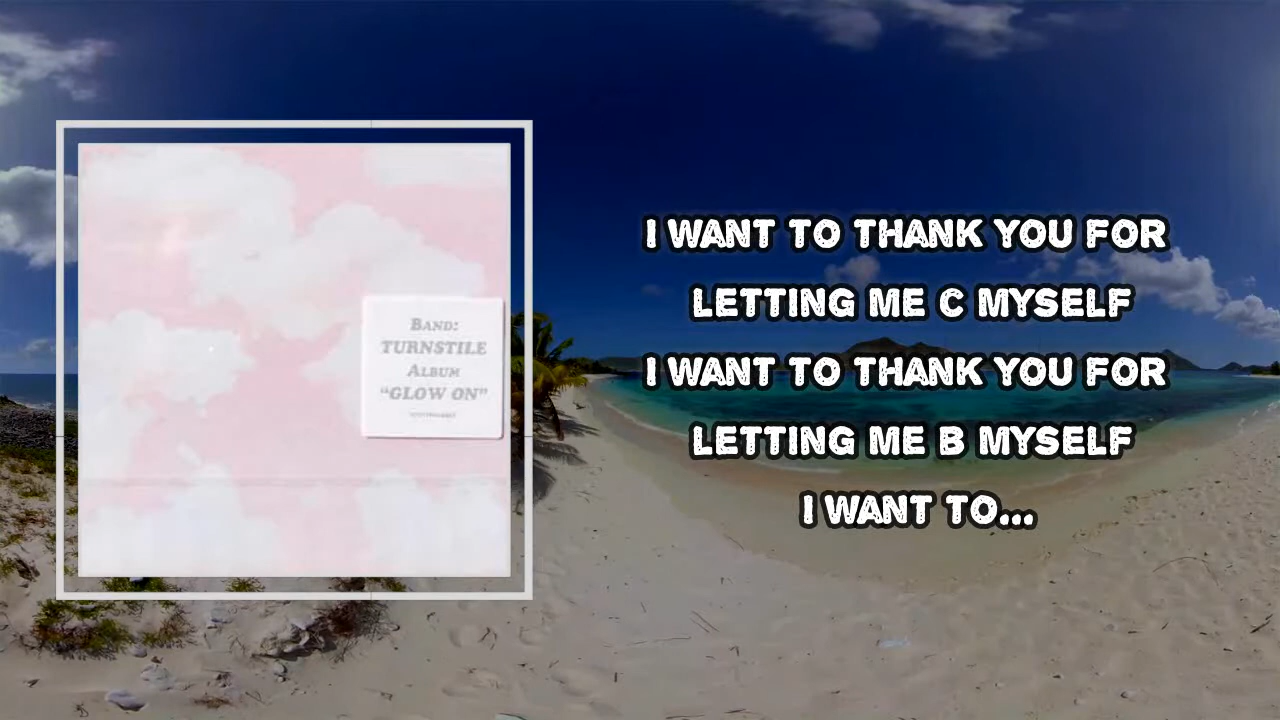 Band:
TURNSTILE
Album
“GLOW ON”
I WANT TO THANK YOU FOR
LETTING ME C MYSELF
I WANT TO THANK YOU FOR
LETTING ME B MYSELF
I WANT TO...